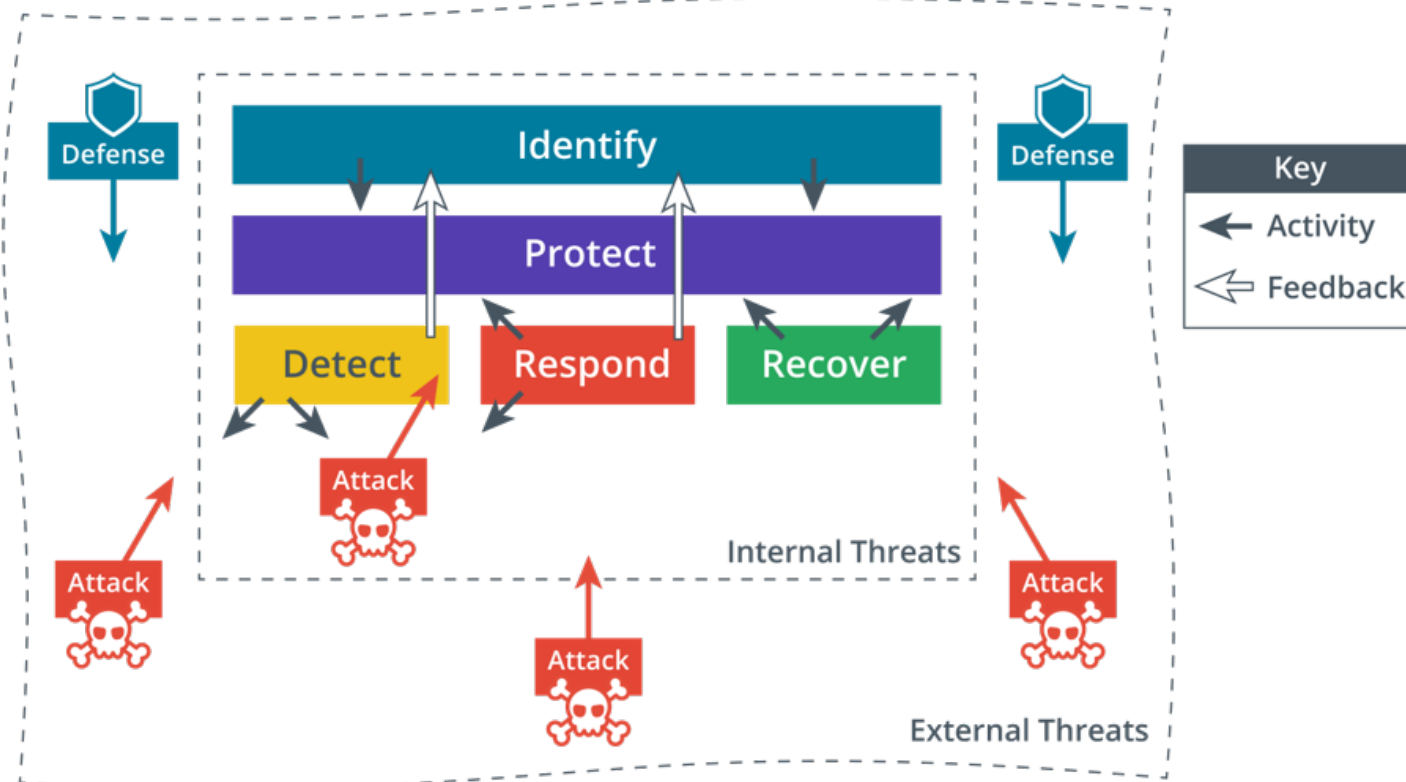 Defense
Identify
Defense
Key
Activity
Feedback
Protect
Detect
Respond
Recover
Attack
Internal Threats
Attack
Attack
Attack
External Threats